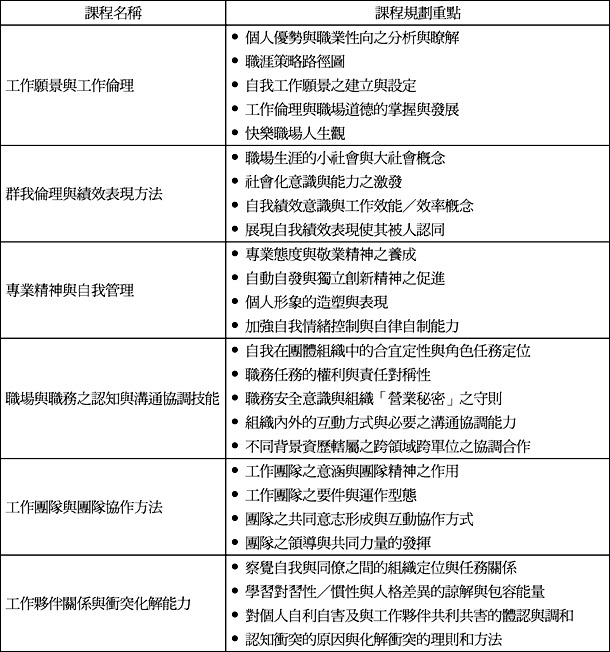 課程名稱
課程規劃重點
工作願景與工作倫理
● 個人優勢與職業性向之分析與瞭解
● 職涯策略路徑圖
● 自我工作願景之建立與設定
● 工作倫理與職場道德的掌握與發展
● 快樂職場人生觀
群我倫理與績效表現方法
● 職場生涯的小社會與大社會概念
● 社會化意識與能力之激發
● 自我績效意識與工作效能／效率概念
● 展現自我績效表現使其被人認同
專業精神與自我管理
● 專業態度與敬業精神之養成
● 自動自發與獨立創新精神之促進
● 個人形象的造塑與表現
● 加強自我情緒控制與自律自制能力
職場與職務之認知與溝通協調技能
● 自我在團體組織中的合宜定性與角色任務定位
● 職務任務的權利與責任對稱性
● 職務安全意識與組織「營業秘密」之守則
● 組織內外的互動方式與必要之溝通協調能力
● 不同背景資歷轄屬之跨領域跨單位之協調合作
工作團隊與團隊協作方法
● 工作團隊之意涵與團隊精神之作用
● 工作團隊之要件與運作型態
● 團隊之共同意志形成與互動協作方式
● 團隊之領導與共同力量的發揮
工作夥伴關係與衝突化解能力
● 察覺自我與同僚之間的組織定位與任務關係
● 學習對習性／慣性與人格差異的諒解與包容能量
● 對個人自利自害及與工作夥伴共利共害的體認與調和
● 認知衝突的原因與化解衝突的理則和方法